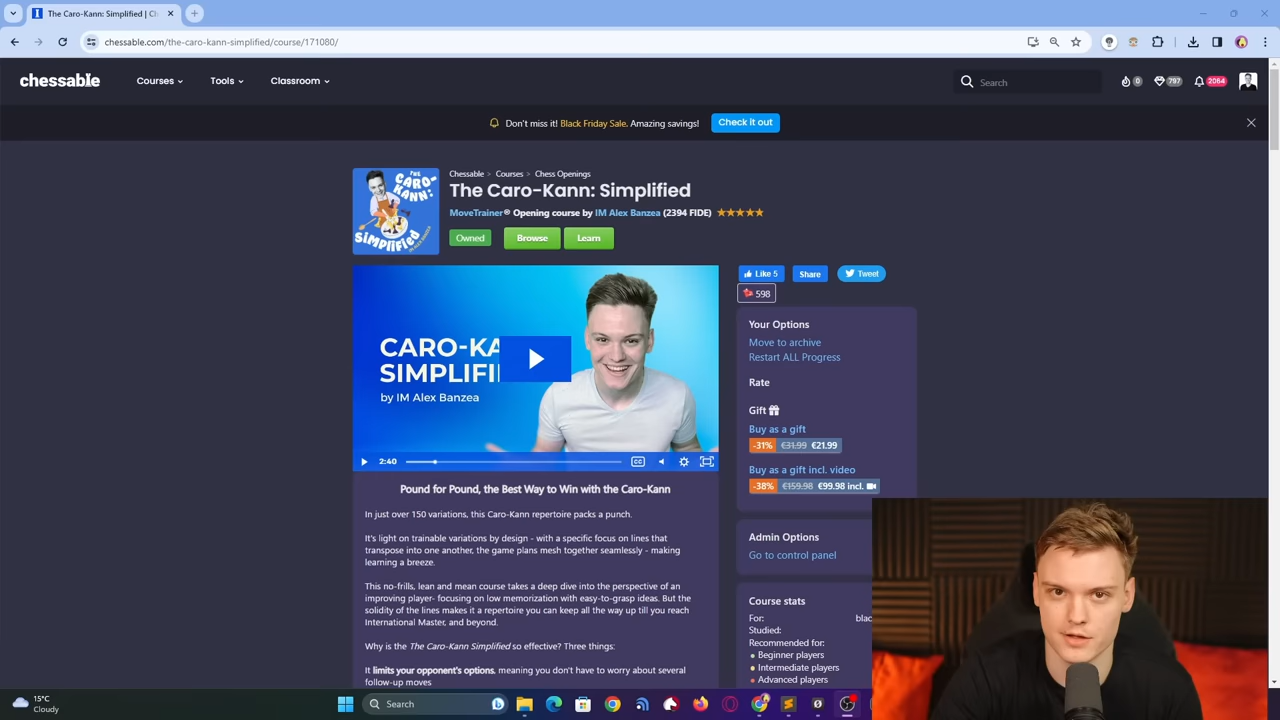 The Caro-Kann: Simplified | C
chessable.com/the-caro-kann-simplified/course/171080/
chessable
Courses
Tools
Classroom
Search
0
797
2064
Don't miss it! Black Friday Sale. Amazing savings!
Check it out
THE
CARO-
KANN:
SIMPLIFIED
IM ALEX BANZEA
Chessable > Courses > Chess Openings
The Caro-Kann: Simplified
MoveTrainer® Opening course by IM Alex Banzea (2394 FIDE)
Owned
Browse
Learn
CARO-KA
SIMPLIFI
by IM Alex Banzea
2:40
CC
Like 5
Share
Tweet
598
Your Options
Move to archive
Restart ALL Progress
Rate
Gift
Buy as a gift
-31% €31.99 €21.99
Buy as a gift incl. video
-38% €159.98 €99.98 incl.
Admin Options
Go to control panel
Course stats
For: blac
Studied:
Recommended for:
Beginner players
Intermediate players
Advanced players
Pound for Pound, the Best Way to Win with the Caro-Kann
In just over 150 variations, this Caro-Kann repertoire packs a punch.
It's light on trainable variations by design - with a specific focus on lines that
transpose into one another, the game plans mesh together seamlessly - making
learning a breeze.
This no-frills, lean and mean course takes a deep dive into the perspective of an
improving player- focusing on low memorization with easy-to-grasp ideas. But the
solidity of the lines makes it a repertoire you can keep all the way up till you reach
International Master, and beyond.
Why is the The Caro-Kann Simplified so effective? Three things:
It limits your opponent's options, meaning you don't have to worry about several
follow-up moves
15°C
Cloudy
Search